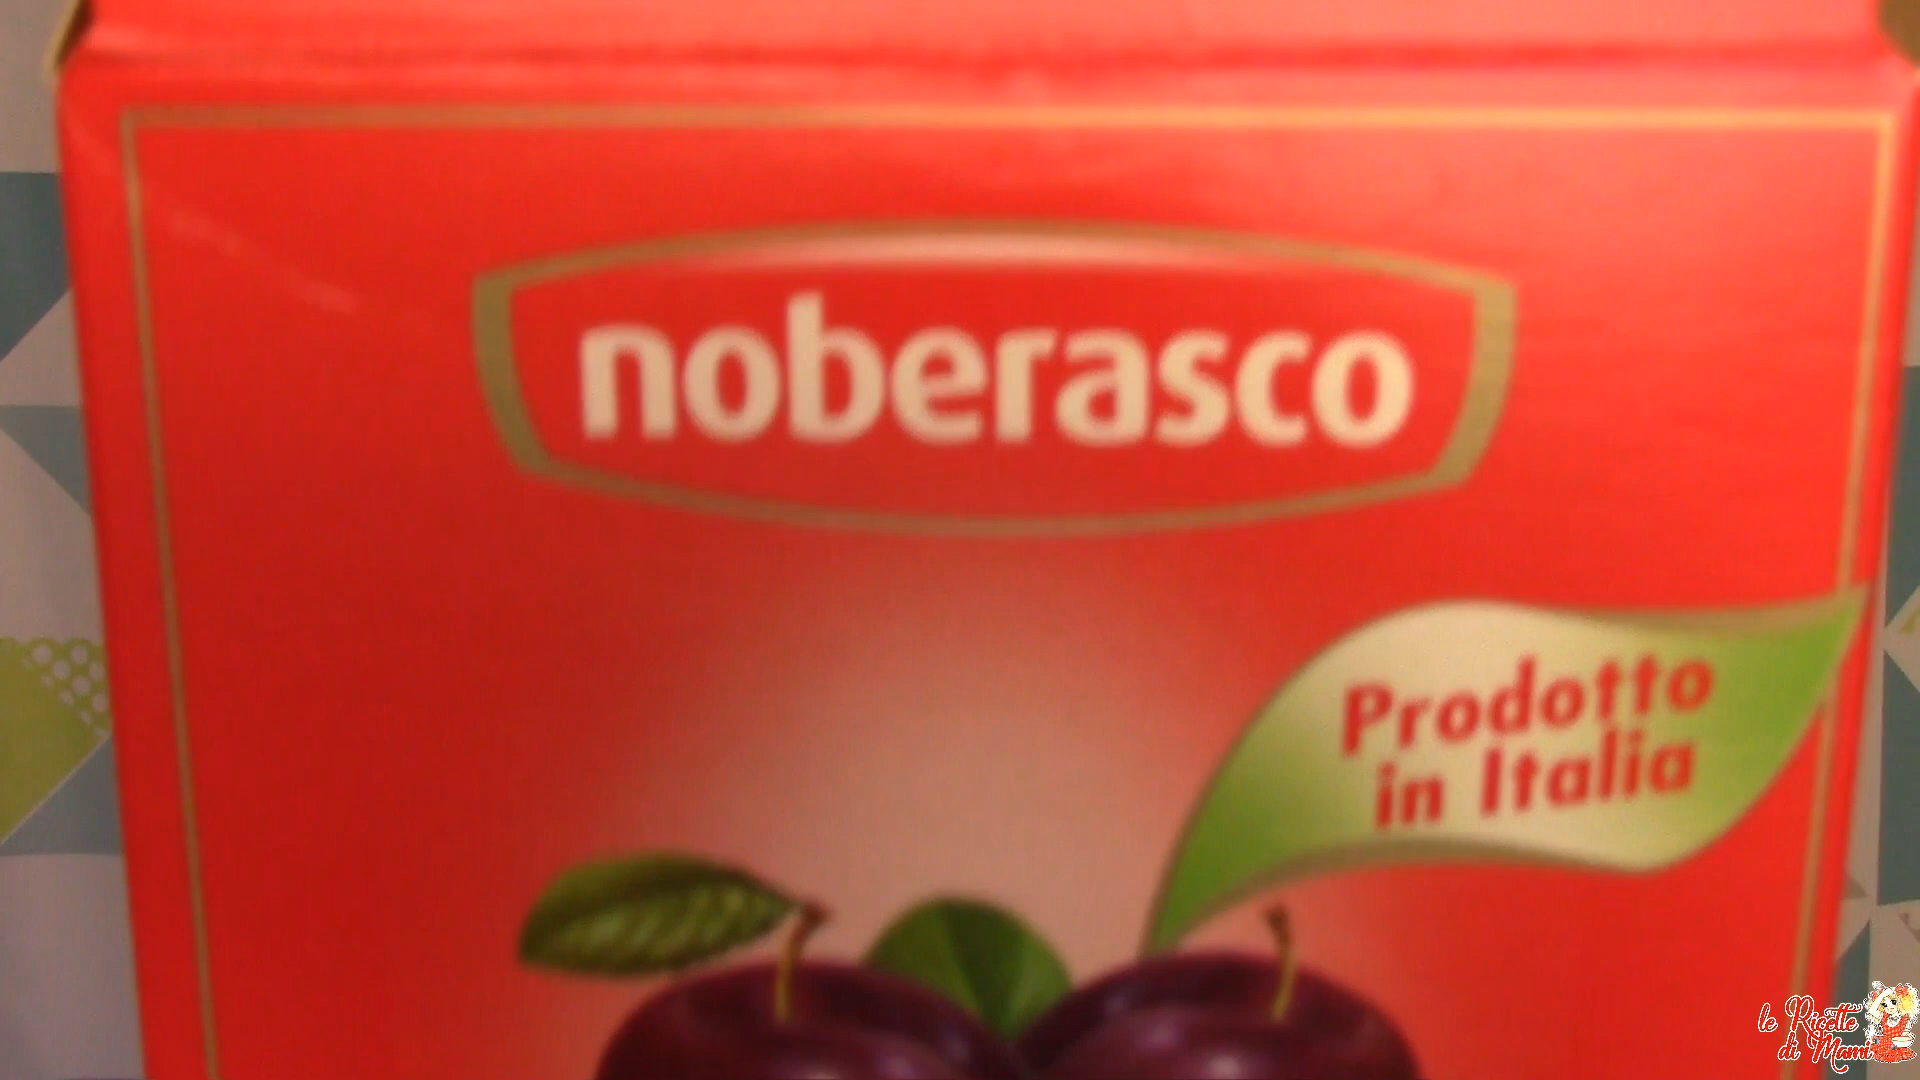 noberasco
Prodotto
in Italia
le Ricette
di Mami